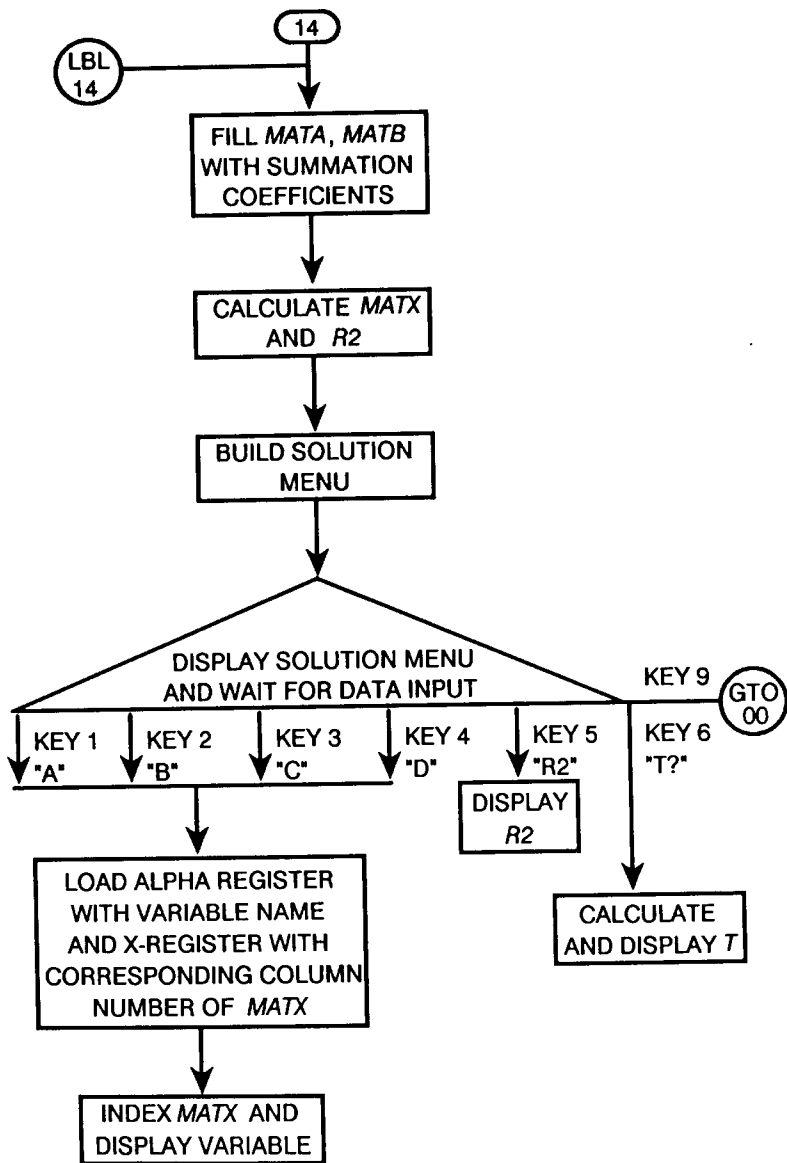 14
LBL
14
FILL MATA, MATB
WITH SUMMATION
COEFFICIENTS
CALCULATE MATX
AND R2
BUILD SOLUTION
MENU
DISPLAY SOLUTION MENU
AND WAIT FOR DATA INPUT
KEY 9
GTO
00
KEY 1
"A"
KEY 2
"B"
KEY 3
"C"
KEY 4
"D"
KEY 5
"R2"
KEY 6
"T?"
DISPLAY
R2
LOAD ALPHA REGISTER
WITH VARIABLE NAME
AND X-REGISTER WITH
CORRESPONDING COLUMN
NUMBER OF MATX
CALCULATE
AND DISPLAY T
INDEX MATX AND
DISPLAY VARIABLE